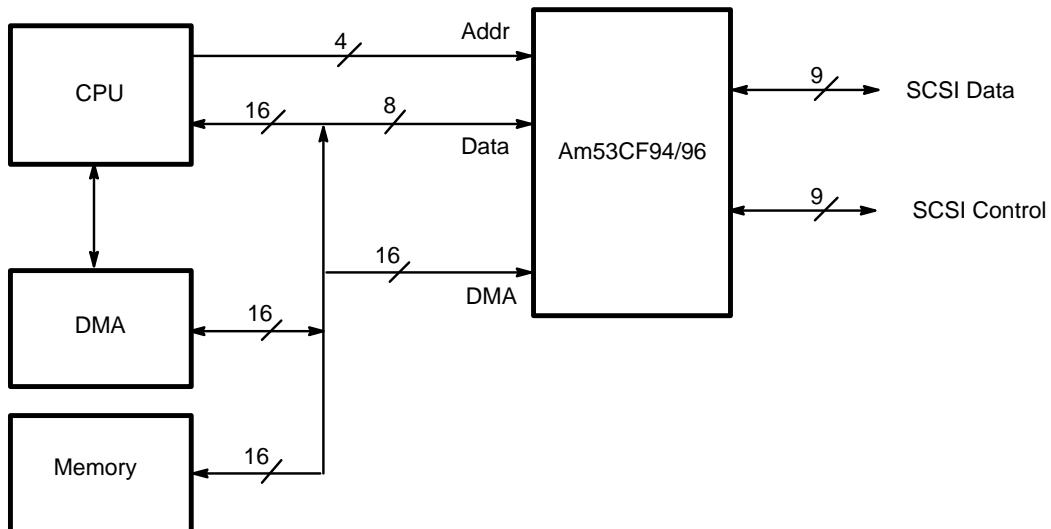 4
Addr
CPU
9
SCSI Data
16
8
Data
Am53CF94/96
9
SCSI Control
16
DMA
DMA
16
Memory
16